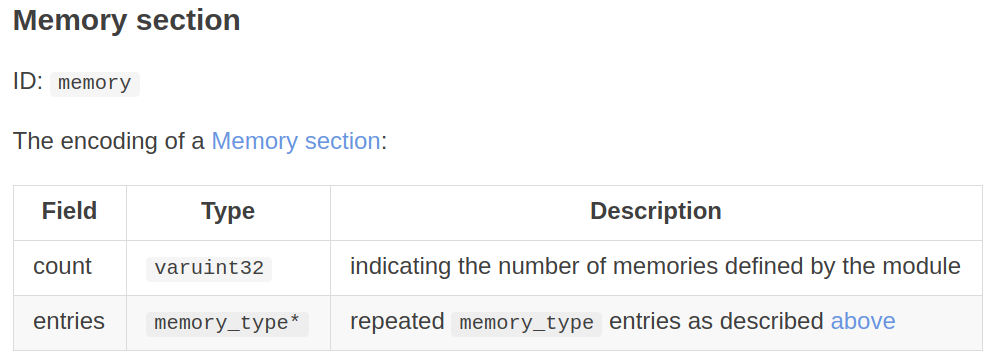 Memory section
ID: memory
The encoding of a Memory section:
Field Type Description
count varuint32 indicating the number of memories defined by the module
entries memory_type* repeated memory_type entries as described above